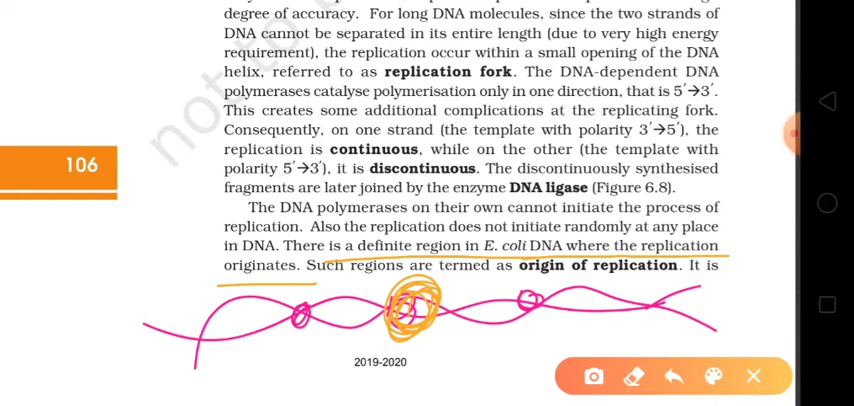 degree of accuracy. For long DNA molecules, since the two strands of
DNA cannot be separated in its entire length (due to very high energy
requirement), the replication occur within a small opening of the DNA
helix, referred to as replication fork. The DNA-dependent DNA
polymerases catalyse polymerisation only in one direction, that is 5'→3'.
This creates some additional complications at the replicating fork.
Consequently, on one strand (the template with polarity 3'→5'), the
replication is continuous, while on the other (the template with
polarity 5'→3'), it is discontinuous. The discontinuously synthesised
fragments are later joined by the enzyme DNA ligase (Figure 6.8).
106
The DNA polymerases on their own cannot initiate the process of
replication. Also the replication does not initiate randomly at any place
in DNA. There is a definite region in E. coli DNA where the replication
originates. Such regions are termed as origin of replication. It is
2019-2020
not to